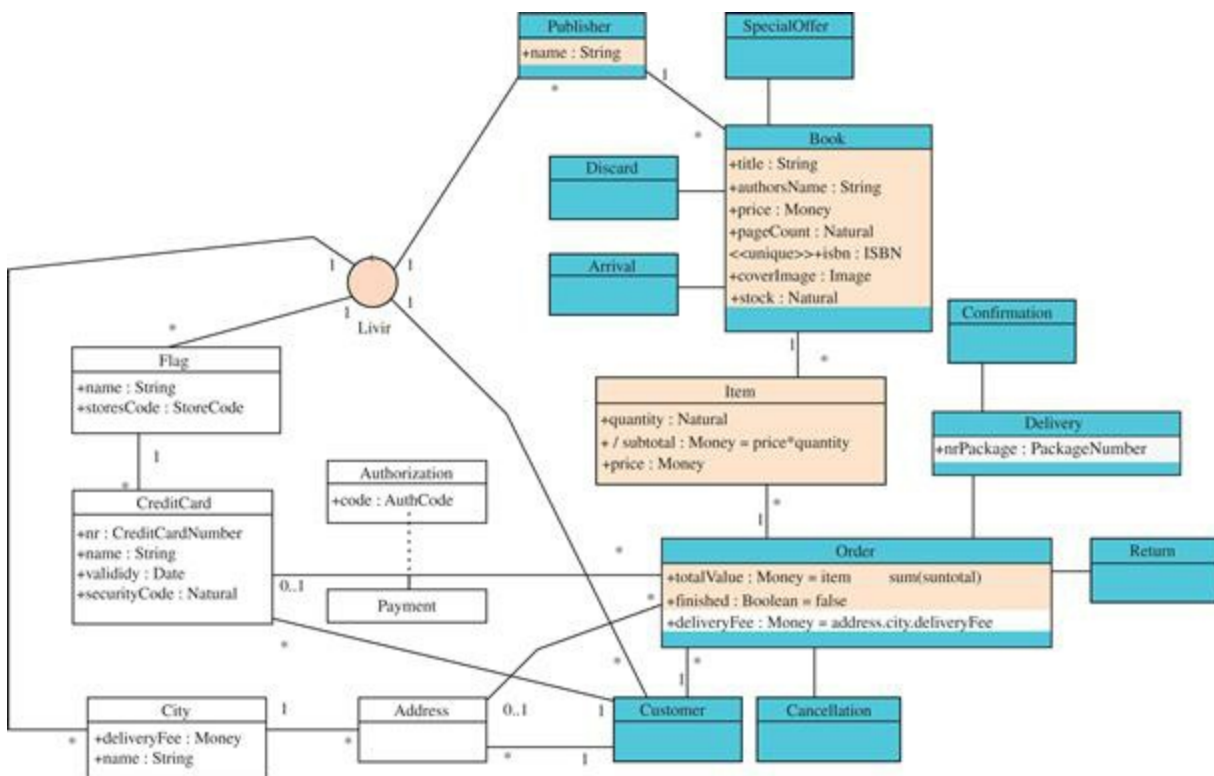 Publisher
+name : String
SpecialOffer
1
*
*
Book
+title : String
+authorsName : String
+price : Money
+pageCount : Natural
<<unique>>+isbn : ISBN
+coverImage : Image
+stock : Natural
Discard
Arrival
1
1
1
1
Livir
*
Flag
+name : String
+storesCode : StoreCode
1
*
Confirmation
Item
+quantity : Natural
+ / subtotal : Money = price*quantity
+price : Money
Delivery
+nrPackage : PackageNumber
1
*
Authorization
+code : AuthCode
CreditCard
+nr : CreditCardNumber
+name : String
+valididy : Date
+securityCode : Natural
*
1
*
Order
+totalValue : Money = item sum(suntotal)
+finished : Boolean = false
+deliveryFee : Money = address.city.deliveryFee
Return
0..1
Payment
*
*
*
*
1
City
+deliveryFee : Money
+name : String
1
Address
0..1
1
Customer
Cancellation
*
*
*
1